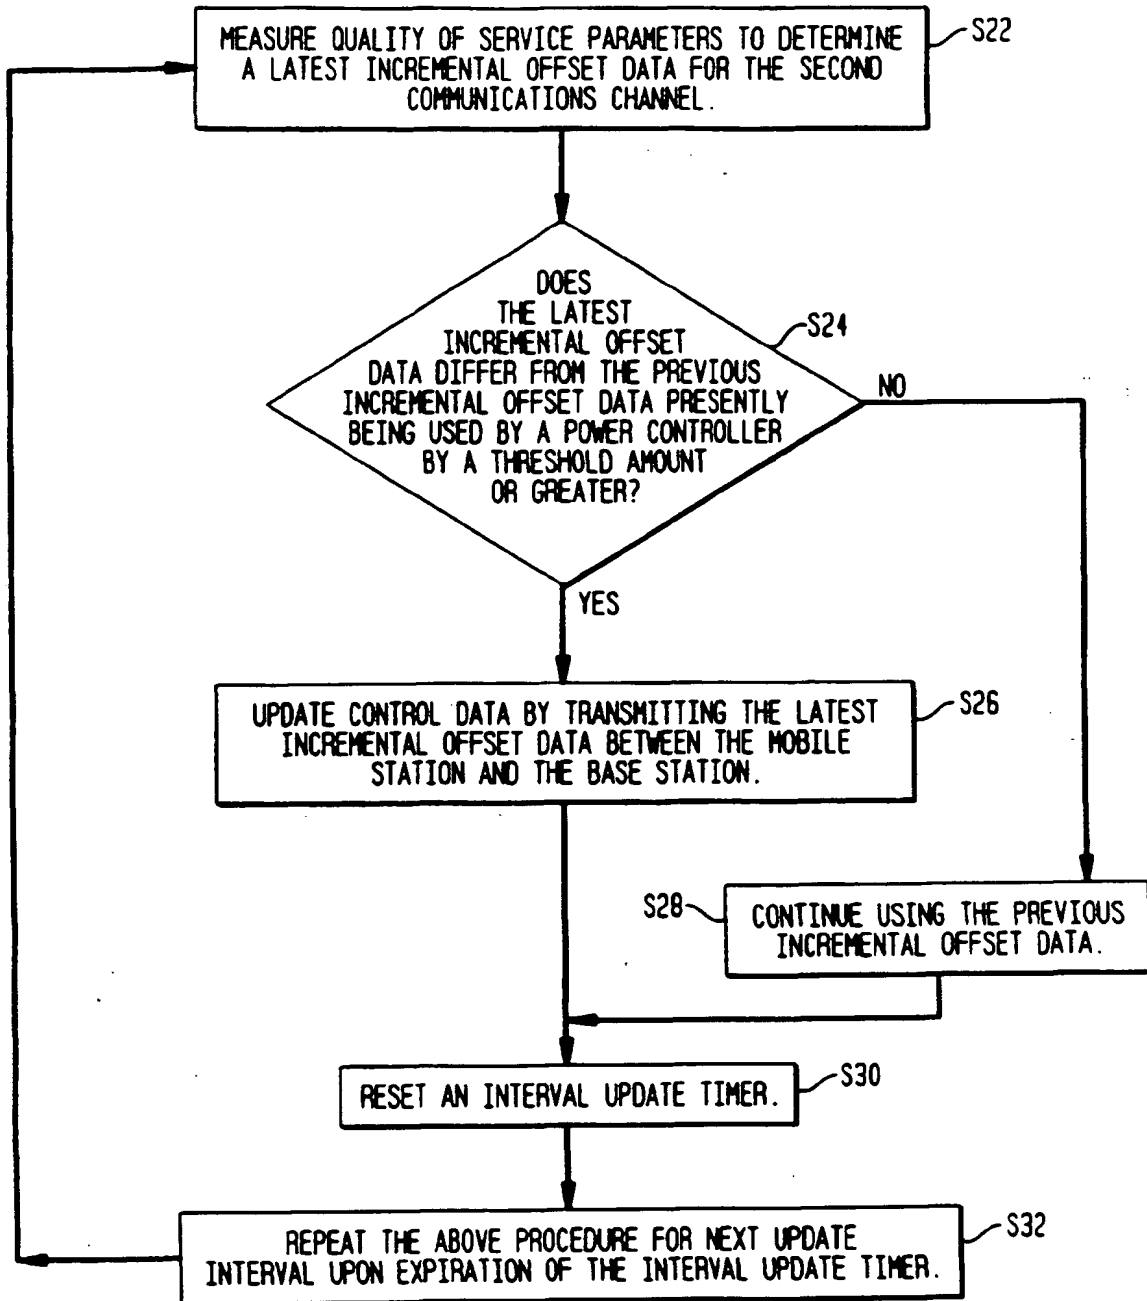 MEASURE QUALITY OF SERVICE PARAMETERS TO DETERMINE
A LATEST INCREMENTAL OFFSET DATA FOR THE SECOND
COMMUNICATIONS CHANNEL.
S22
DOES
THE LATEST
INCREMENTAL OFFSET
DATA DIFFER FROM THE PREVIOUS
INCREMENTAL OFFSET DATA PRESENTLY
BEING USED BY A POWER CONTROLLER
BY A THRESHOLD AMOUNT
OR GREATER?
S24
NO
YES
UPDATE CONTROL DATA BY TRANSMITTING THE LATEST
INCREMENTAL OFFSET DATA BETWEEN THE MOBILE
STATION AND THE BASE STATION.
S26
S28
CONTINUE USING THE PREVIOUS
INCREMENTAL OFFSET DATA.
RESET AN INTERVAL UPDATE TIMER.
S30
REPEAT THE ABOVE PROCEDURE FOR NEXT UPDATE
INTERVAL UPON EXPIRATION OF THE INTERVAL UPDATE TIMER.
S32